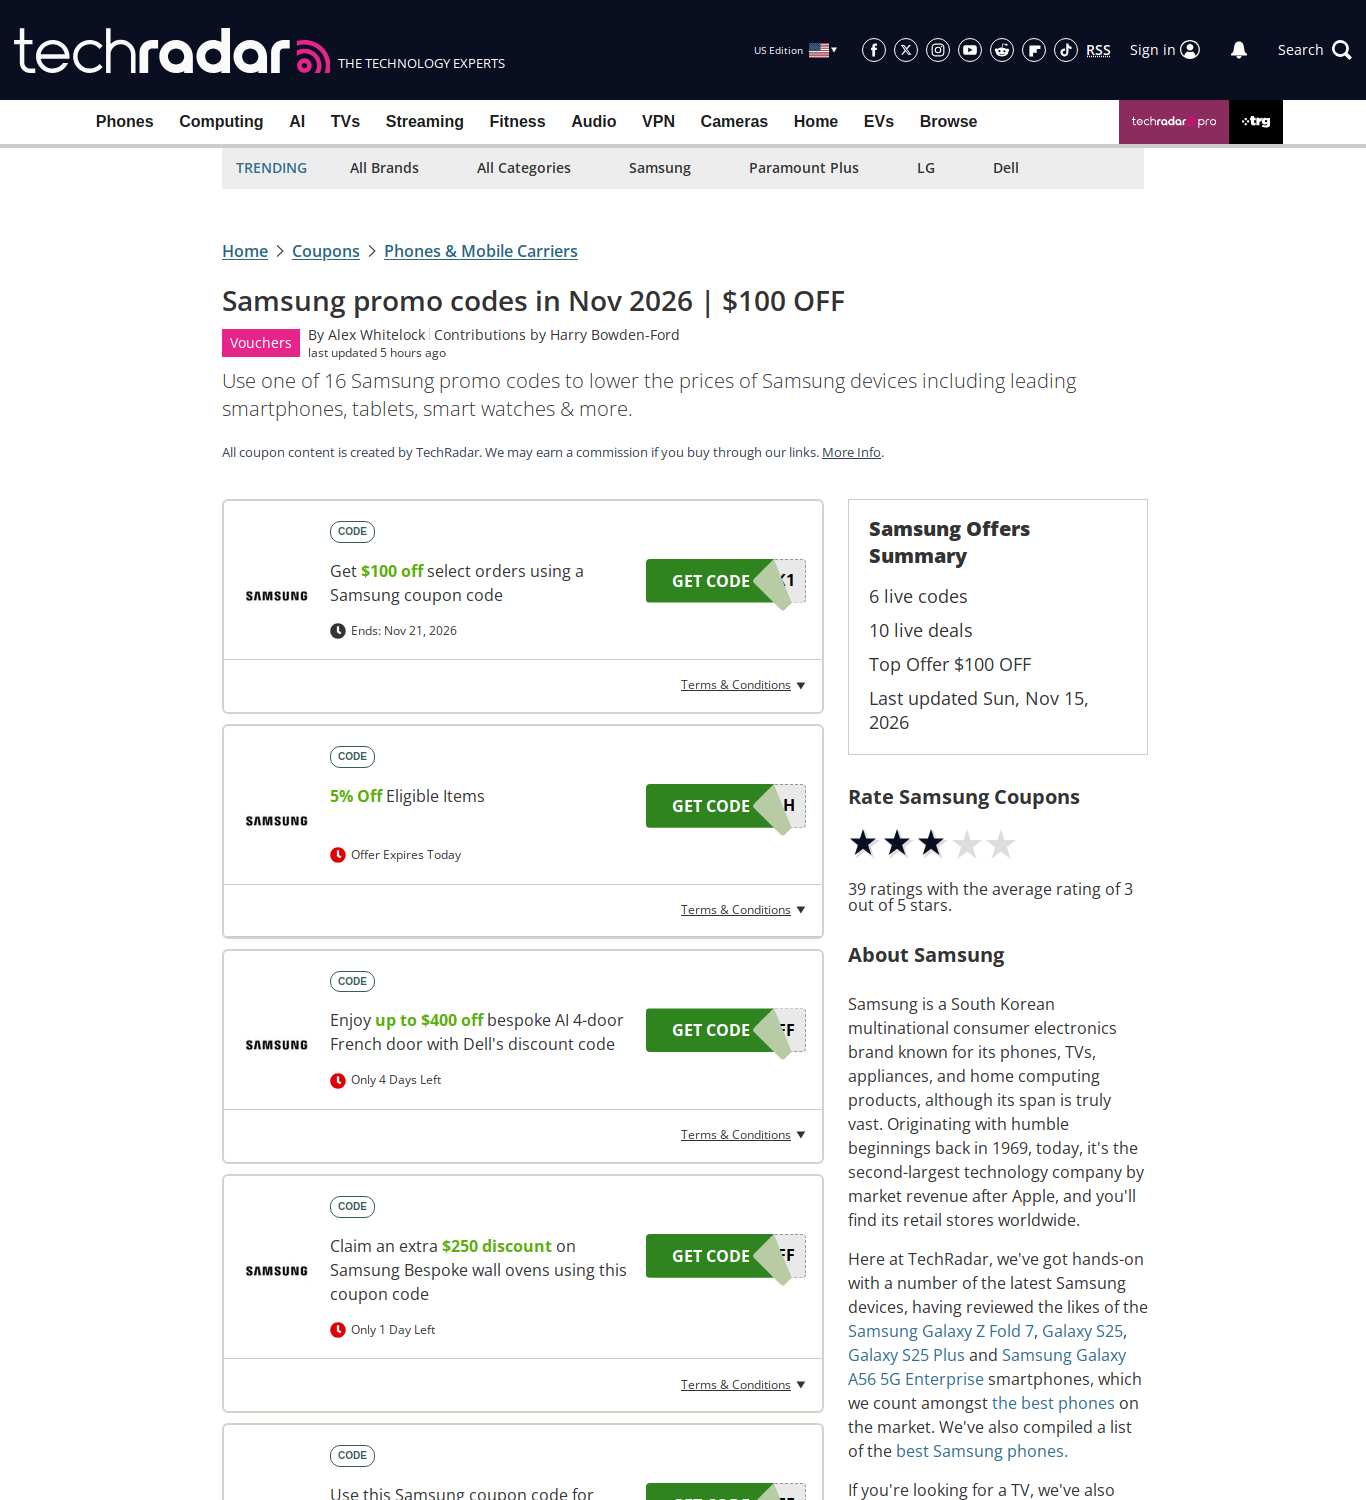 techradar THE TECHNOLOGY EXPERTS
US Edition
RSS
Sign in
Search
Phones Computing AI TVs Streaming Fitness Audio VPN Cameras Home EVs Browse
techradar pro
trg
TRENDING All Brands All Categories Samsung Paramount Plus LG Dell
Home > Coupons > Phones & Mobile Carriers
Samsung promo codes in Nov 2026 | $100 OFF
Vouchers
By Alex Whitelock | Contributions by Harry Bowden-Ford
last updated 5 hours ago
Use one of 16 Samsung promo codes to lower the prices of Samsung devices including leading
smartphones, tablets, smart watches & more.
All coupon content is created by TechRadar. We may earn a commission if you buy through our links. More Info.
CODE
SAMSUNG
Get $100 off select orders using a
Samsung coupon code
Ends: Nov 21, 2026
GET CODE
Terms & Conditions
CODE
SAMSUNG
5% Off Eligible Items
Offer Expires Today
GET CODE H
Terms & Conditions
CODE
SAMSUNG
Enjoy up to $400 off bespoke AI 4-door
French door with Dell's discount code
Only 4 Days Left
GET CODE FF
Terms & Conditions
CODE
SAMSUNG
Claim an extra $250 discount on
Samsung Bespoke wall ovens using this
coupon code
Only 1 Day Left
GET CODE FF
Terms & Conditions
CODE
Use this Samsung coupon code for
Samsung Offers
Summary
6 live codes
10 live deals
Top Offer $100 OFF
Last updated Sun, Nov 15,
2026
Rate Samsung Coupons
39 ratings with the average rating of 3
out of 5 stars.
About Samsung
Samsung is a South Korean
multinational consumer electronics
brand known for its phones, TVs,
appliances, and home computing
products, although its span is truly
vast. Originating with humble
beginnings back in 1969, today, it's the
second-largest technology company by
market revenue after Apple, and you'll
find its retail stores worldwide.
Here at TechRadar, we've got hands-on
with a number of the latest Samsung
devices, having reviewed the likes of the
Samsung Galaxy Z Fold 7, Galaxy S25,
Galaxy S25 Plus and Samsung Galaxy
A56 5G Enterprise smartphones, which
we count amongst the best phones on
the market. We've also compiled a list
of the best Samsung phones.
If you're looking for a TV, we've also